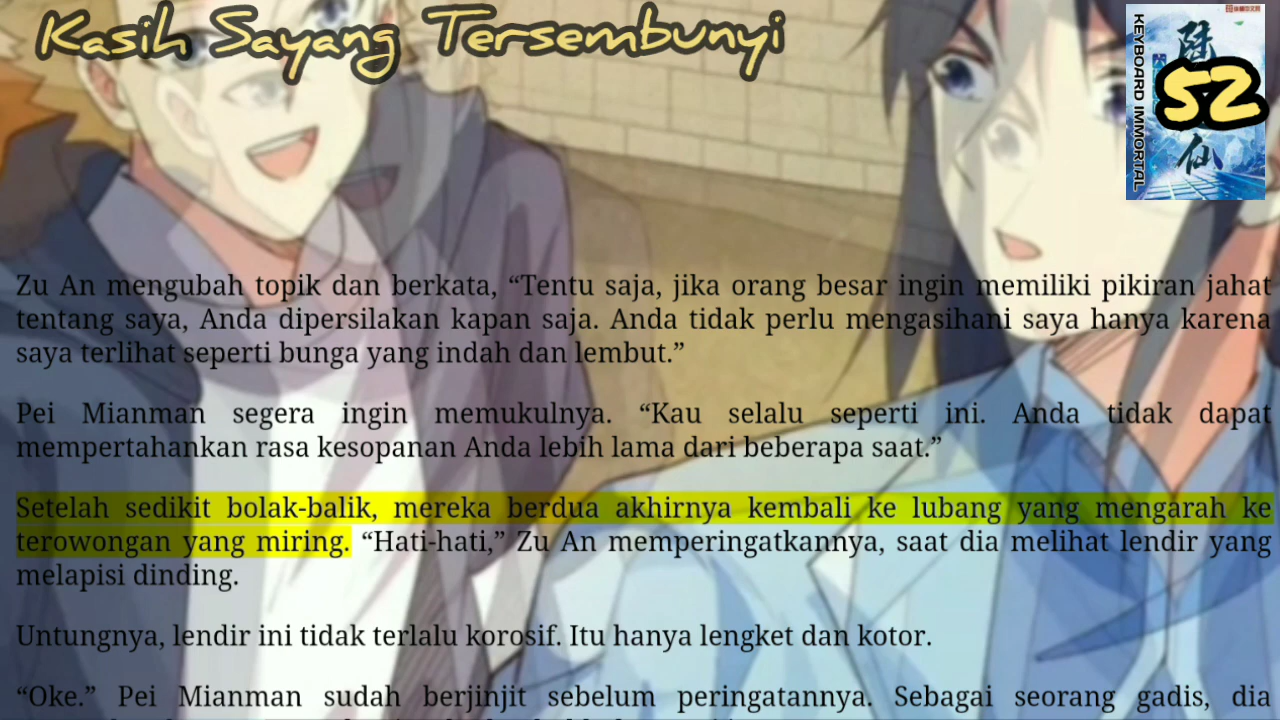 Kasih Sayang Tersembunyi
KEYBOARD IMMORTAL
陆
仙
52
Zu An mengubah topik dan berkata, “Tentu saja, jika orang besar ingin memiliki pikiran jahat
tentang saya, Anda dipersilakan kapan saja. Anda tidak perlu mengasihani saya hanya karena
saya terlihat seperti bunga yang indah dan lembut.”
Pei Mianman segera ingin memukulnya. “Kau selalu seperti ini. Anda tidak dapat
mempertahankan rasa kesopanan Anda lebih lama dari beberapa saat.”
Setelah sedikit bolak-balik, mereka berdua akhirnya kembali ke lubang yang mengarah ke
terowongan yang miring. “Hati-hati,” Zu An memperingatkannya, saat dia melihat lendir yang
melapisi dinding.
Untungnya, lendir ini tidak terlalu korosif. Itu hanya lengket dan kotor.
“Oke.” Pei Mianman sudah berjinjit sebelum peringatannya. Sebagai seorang gadis, dia